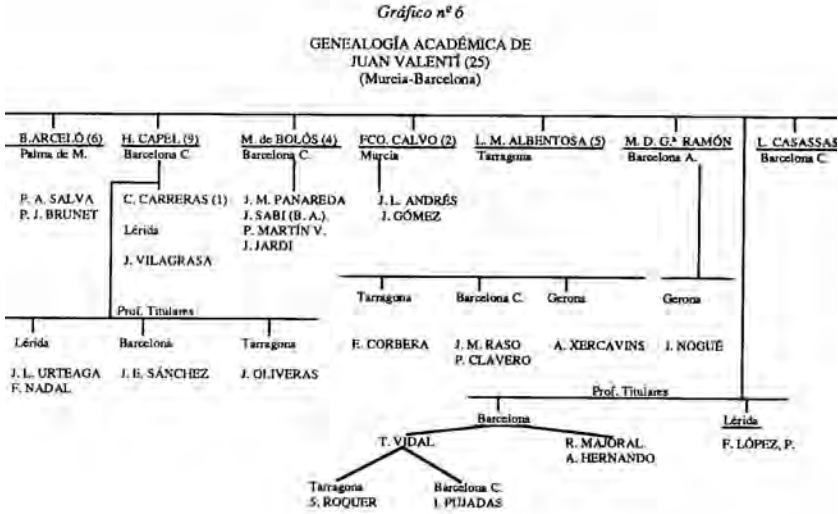 Gráfico nº 6
GENEALOGÍA ACADÉMICA DE
JUAN VALENTÍ (25)
(Murcia-Barcelona)
B.ARCELÓ (6)
Palma de M.
P. A. SALVA
P. J. BRUNET
H. CAPEL (9)
Barcelona C.
C. CARRERAS (1)
Lérida
J. VILAGRASA
M. de BOLÓS (4)
Barcelona C.
J. M. PANAREDA
J. SABI (B. A.)
P. MARTÍN V.
J. JARDI
FCO. CALVO (2)
Murcia
J. L. ANDRÉS
J. GÓMEZ
L. M. ALBENTOSA (5)
Tarragona
M. D. G.ª RAMÓN
Barcelona A.
L. CASASSAS
Barcelona C.
Prof. Titulares
Lérida
J. L. URTEAGA
F. NADAL
Barcelona
J. E. SÁNCHEZ
Tarragona
J. OLIVERAS
Tarragona
E. CORBERA
Barcelona C.
J. M. RASO
P. CLAVERO
Gerona
A. XERCAVINS
Gerona
J. NOGUÉ
Prof. Titulares
Barcelona
T. VIDAL
R. MAJORAL
A. HERNANDO
Lérida
F. LÓPEZ, P.
Tarragona
S. ROQUER
Barcelona C.
I. PUJADAS